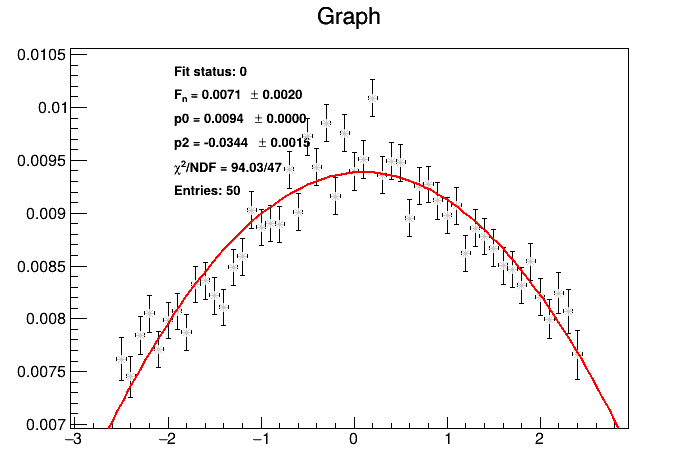 Graph
0.0105
0.01
0.0095
0.009
0.0085
0.008
0.0075
0.007
Fit status: 0
Fn = 0.0071 ± 0.0020
p0 = 0.0094 ± 0.0000
p2 = -0.0344 ± 0.0015
χ²/NDF = 94.03/47
Entries: 50
−3 −2 −1 0 1 2